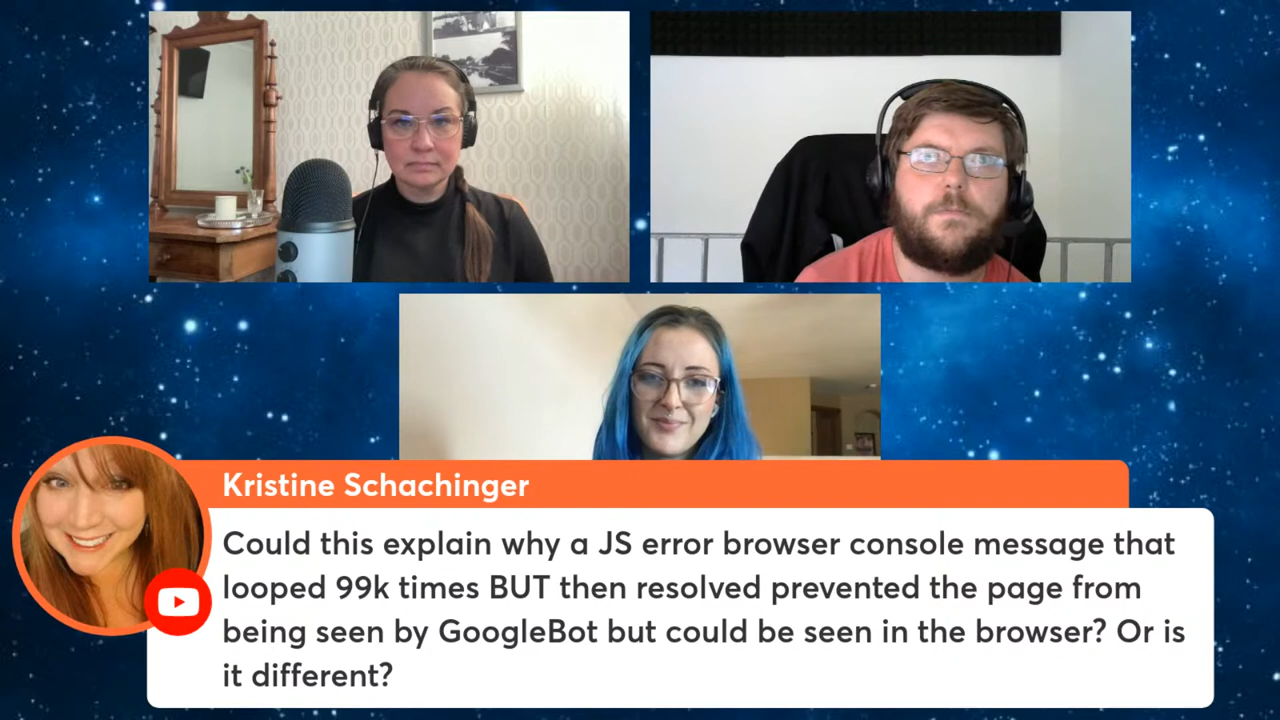 Kristine Schachinger
Could this explain why a JS error browser console message that
looped 99k times BUT then resolved prevented the page from
being seen by GoogleBot but could be seen in the browser? Or is
it different?